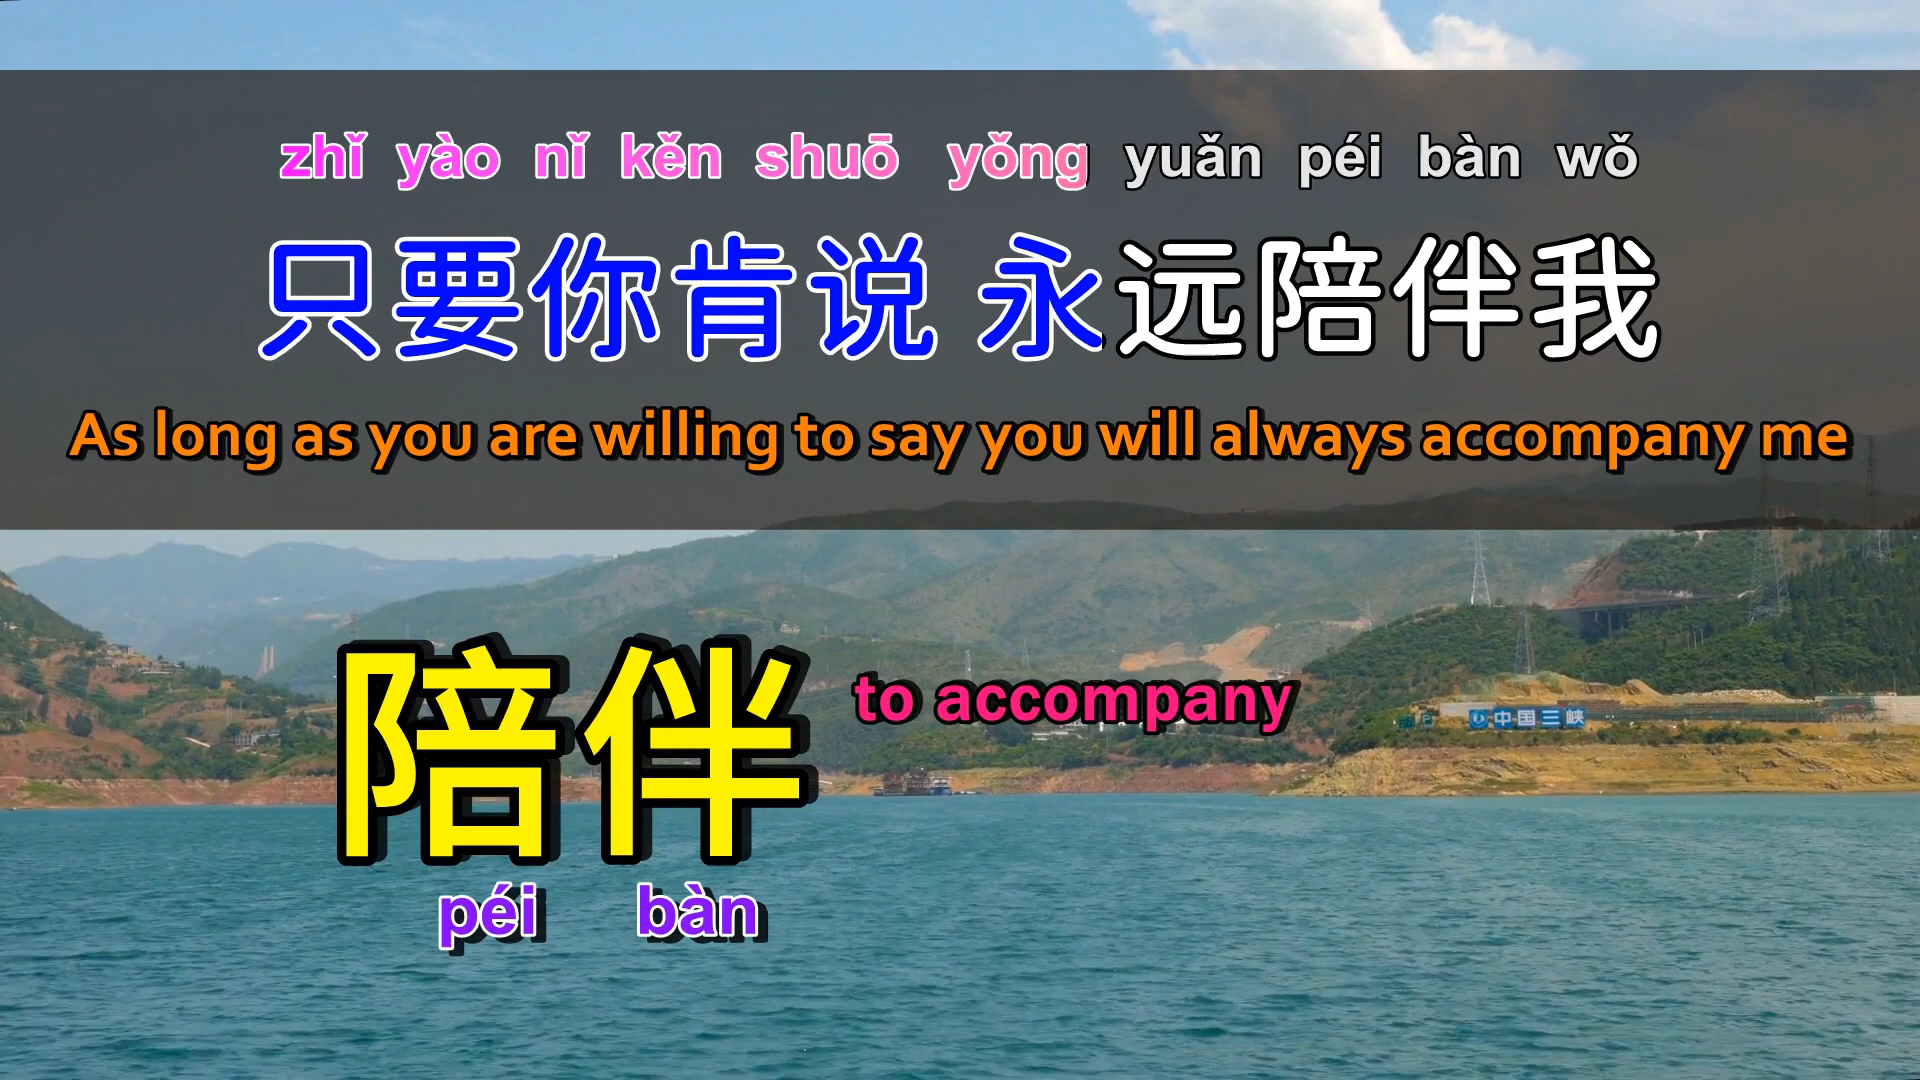 zhǐ yào nǐ kěn shuō yǒng yuǎn péi bàn wǒ
只要你肯说 永远陪伴我
As long as you are willing to say you will always accompany me
陪伴 to accompany
péi bàn
中国三峡